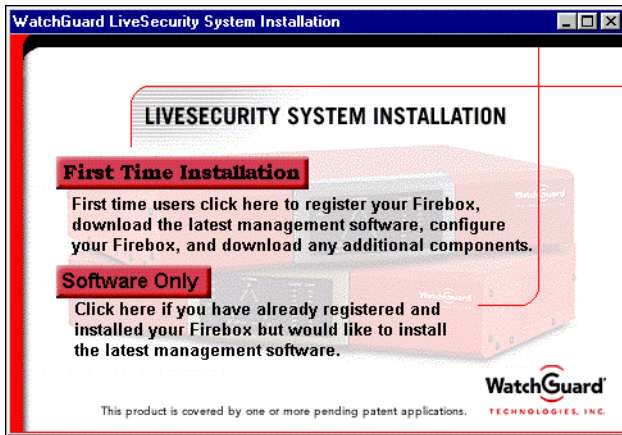 WatchGuard LiveSecurity System Installation
LIVESECURITY SYSTEM INSTALLATION
First Time Installation
First time users click here to register your Firebox,
download the latest management software, configure
your Firebox, and download any additional components.
Software Only
Click here if you have already registered and
installed your Firebox but would like to install
the latest management software.
WatchGuard
TECHNOLOGIES, INC.
This product is covered by one or more pending patent applications.